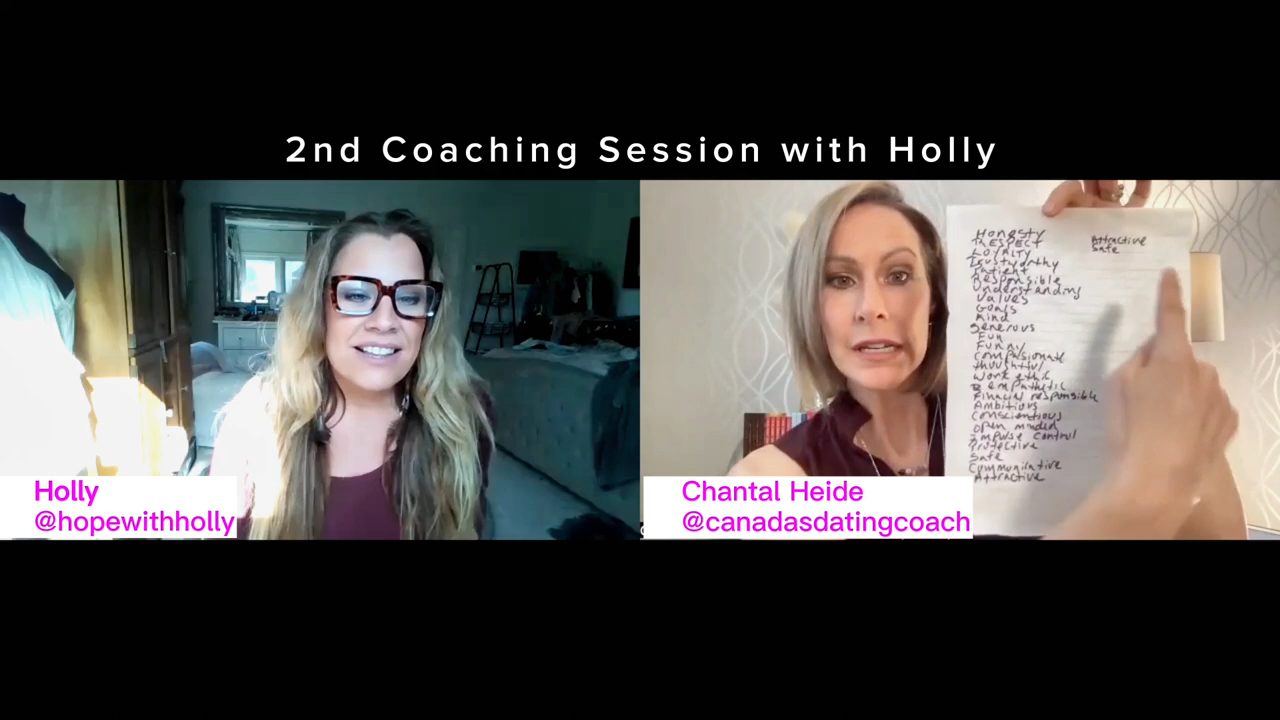 2nd Coaching Session with Holly
Honesty
RESPECT
Loyalty
Trustworthy
Patient
Responsible
Understanding
Values
Goals
Kind
Generous
Fun
Funny
Compasionate
thoughtful
Work ethic
empathetic
Finacial responsible
Ambitious
Conscientious
open minded
Impulse control
Protective
Safe
Communicative
Attractive
Attractive
Safe
Holly
@hopewithholly
Chantal Heide
@canadasdatingcoach